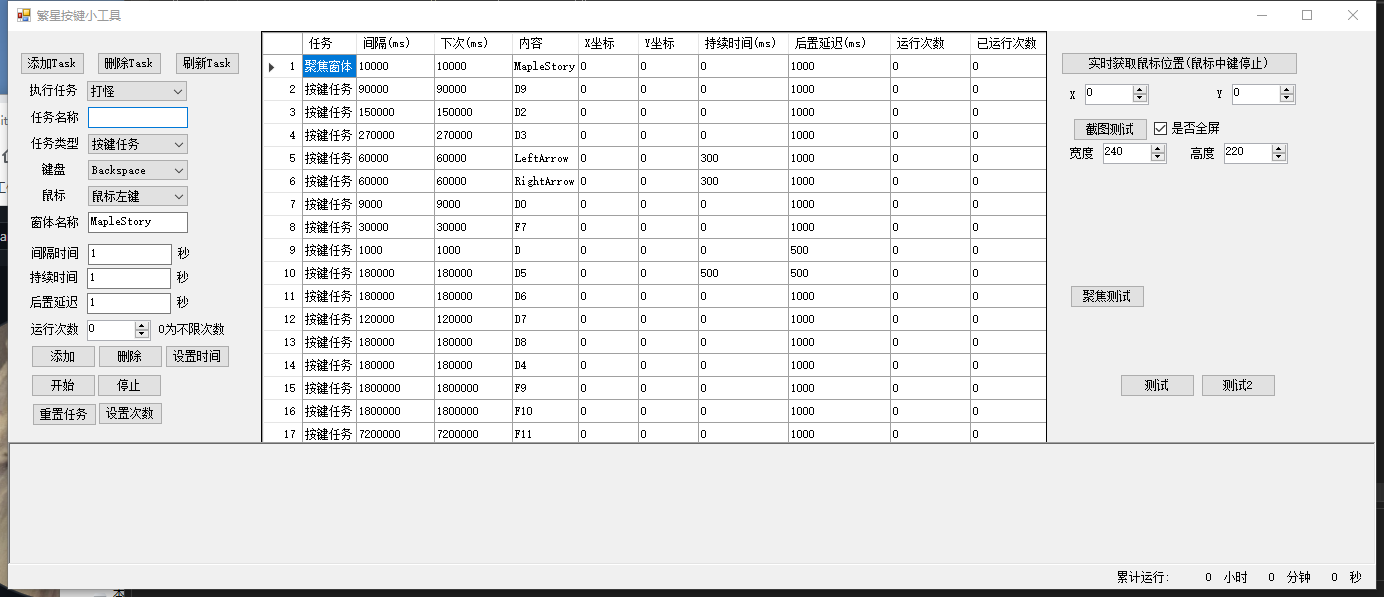 繁星按键小工具
添加Task 删除Task 刷新Task
执行任务 打怪
任务名称
任务类型 按键任务
键盘 Backspace
鼠标 鼠标左键
窗体名称 MapleStory
间隔时间 1 秒
持续时间 1 秒
后置延迟 1 秒
运行次数 0 0为不限次数
添加 删除 设置时间
开始 停止
重置任务 设置次数
任务 间隔(ms) 下次(ms) 内容 X坐标 Y坐标 持续时间(ms) 后置延迟(ms) 运行次数 已运行次数
1 聚焦窗体 10000 10000 MapleStory 0 0 0 1000 0 0
2 按键任务 90000 90000 D9 0 0 0 1000 0 0
3 按键任务 150000 150000 D2 0 0 0 1000 0 0
4 按键任务 270000 270000 D3 0 0 0 1000 0 0
5 按键任务 60000 60000 LeftArrow 0 0 300 1000 0 0
6 按键任务 60000 60000 RightArrow 0 0 300 1000 0 0
7 按键任务 9000 9000 D0 0 0 0 1000 0 0
8 按键任务 30000 30000 F7 0 0 0 1000 0 0
9 按键任务 1000 1000 D 0 0 0 500 0 0
10 按键任务 180000 180000 D5 0 0 500 500 0 0
11 按键任务 180000 180000 D6 0 0 0 1000 0 0
12 按键任务 120000 120000 D7 0 0 0 1000 0 0
13 按键任务 180000 180000 D8 0 0 0 1000 0 0
14 按键任务 180000 180000 D4 0 0 0 1000 0 0
15 按键任务 1800000 1800000 F9 0 0 0 1000 0 0
16 按键任务 1800000 1800000 F10 0 0 0 1000 0 0
17 按键任务 7200000 7200000 F11 0 0 0 1000 0 0
实时获取鼠标位置(鼠标中键停止)
X 0 Y 0
截图测试 是否全屏
宽度 240 高度 220
聚焦测试
测试 测试2
累计运行: 0 小时 0 分钟 0 秒